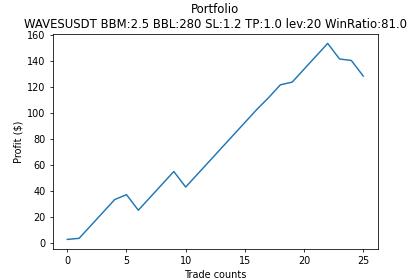 Portfolio
WAVESUSDT BBM:2.5 BBL:280 SL:1.2 TP:1.0 lev:20 WinRatio:81.0
160
140
120
100
80
60
40
20
0
Profit ($)
0 5 10 15 20 25
Trade counts